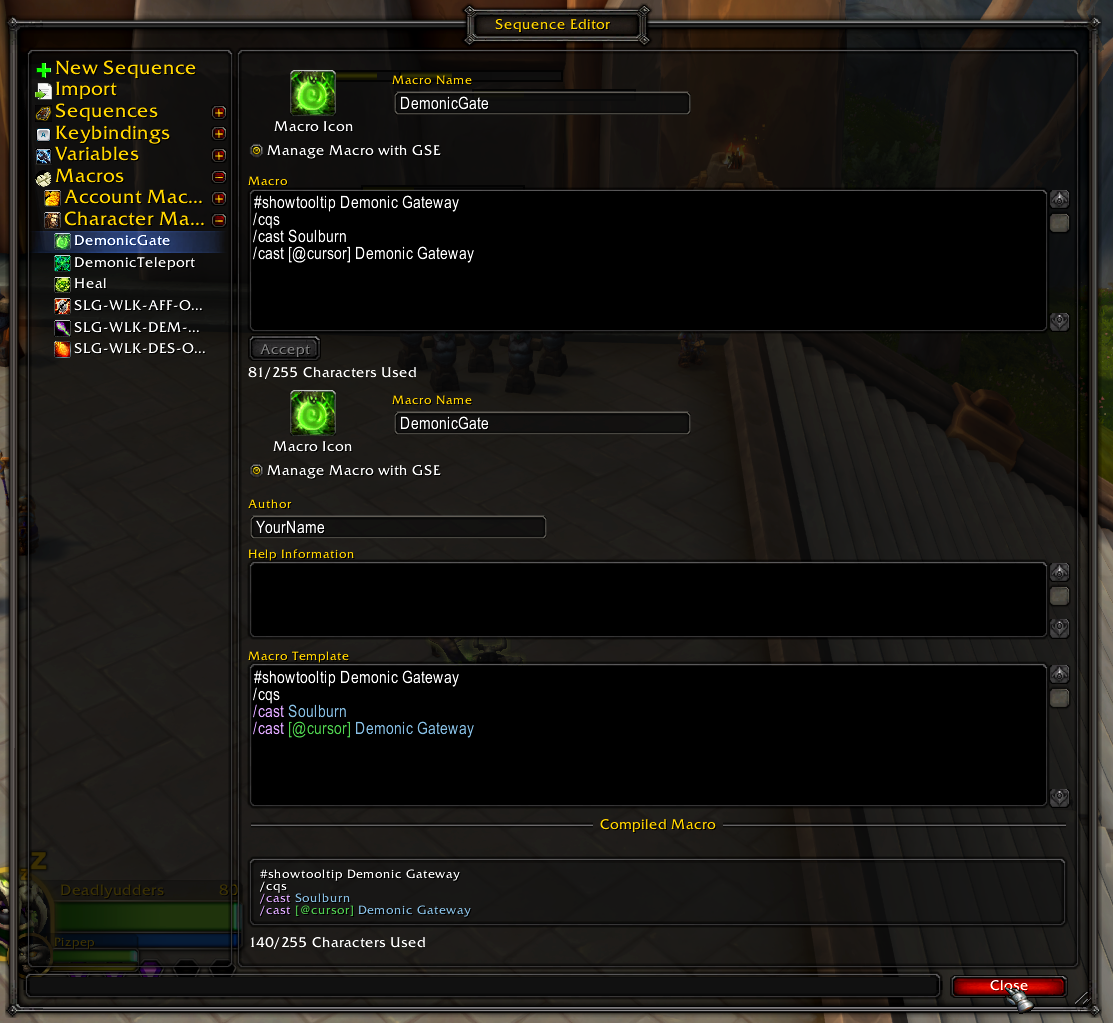 Sequence Editor
New Sequence
Import
Sequences
Keybindings
Variables
Macros
Account Mac...
Character Ma...
DemonicGate
DemonicTeleport
Heal
SLG-WLK-AFF-O...
SLG-WLK-DEM-...
SLG-WLK-DES-O...
Macro Name
DemonicGate
Macro Icon
Manage Macro with GSE
Macro
#showtooltip Demonic Gateway
/cqs
/cast Soulburn
/cast [@cursor] Demonic Gateway
Accept
81/255 Characters Used
Macro Name
DemonicGate
Macro Icon
Manage Macro with GSE
Author
YourName
Help Information
Macro Template
#showtooltip Demonic Gateway
/cqs
/cast Soulburn
/cast [@cursor] Demonic Gateway
Compiled Macro
#showtooltip Demonic Gateway
/cqs
/cast Soulburn
/cast [@cursor] Demonic Gateway
140/255 Characters Used
Z
Deadlyudders 80
Pizpep
Close